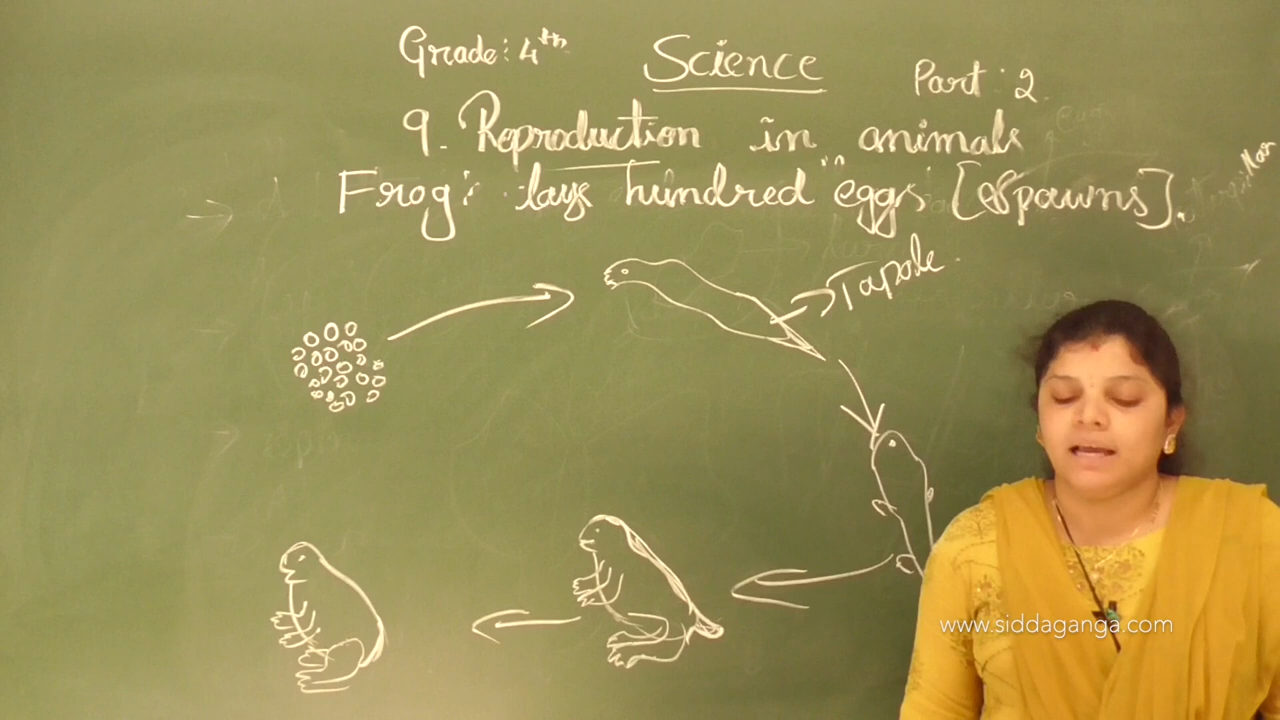 Grade: 4th Science Part: 2
9. Reproduction in animals
Frog: lays hundred eggs [Spawns].
Tapole
www.siddaganga.com